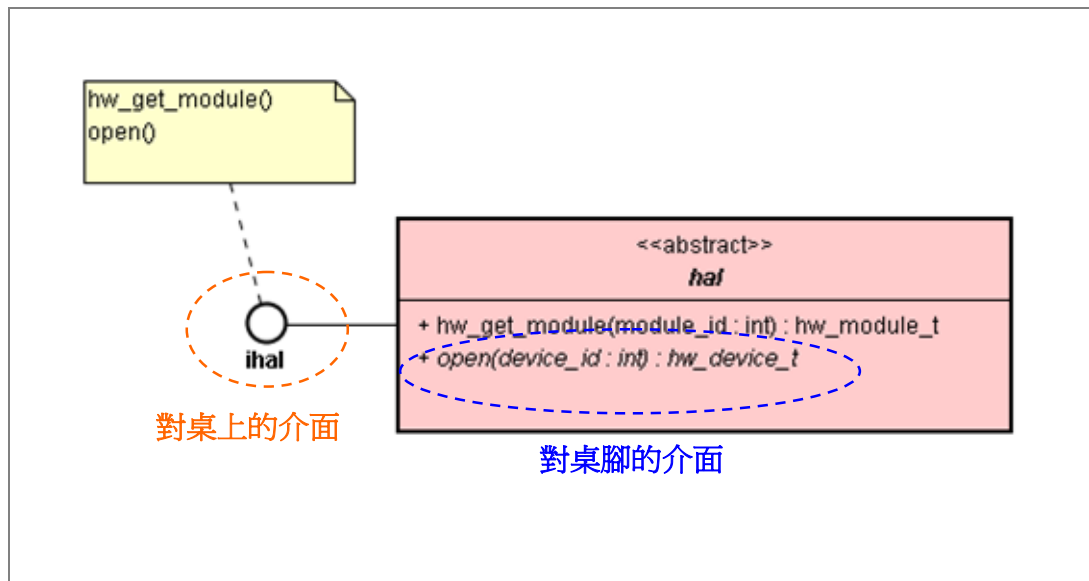 hw_get_module()
open()
<<abstract>>
hal
+ hw_get_module(module_id : int) : hw_module_t
+ open(device_id : int) : hw_device_t
ihal
對桌上的介面
對桌腳的介面